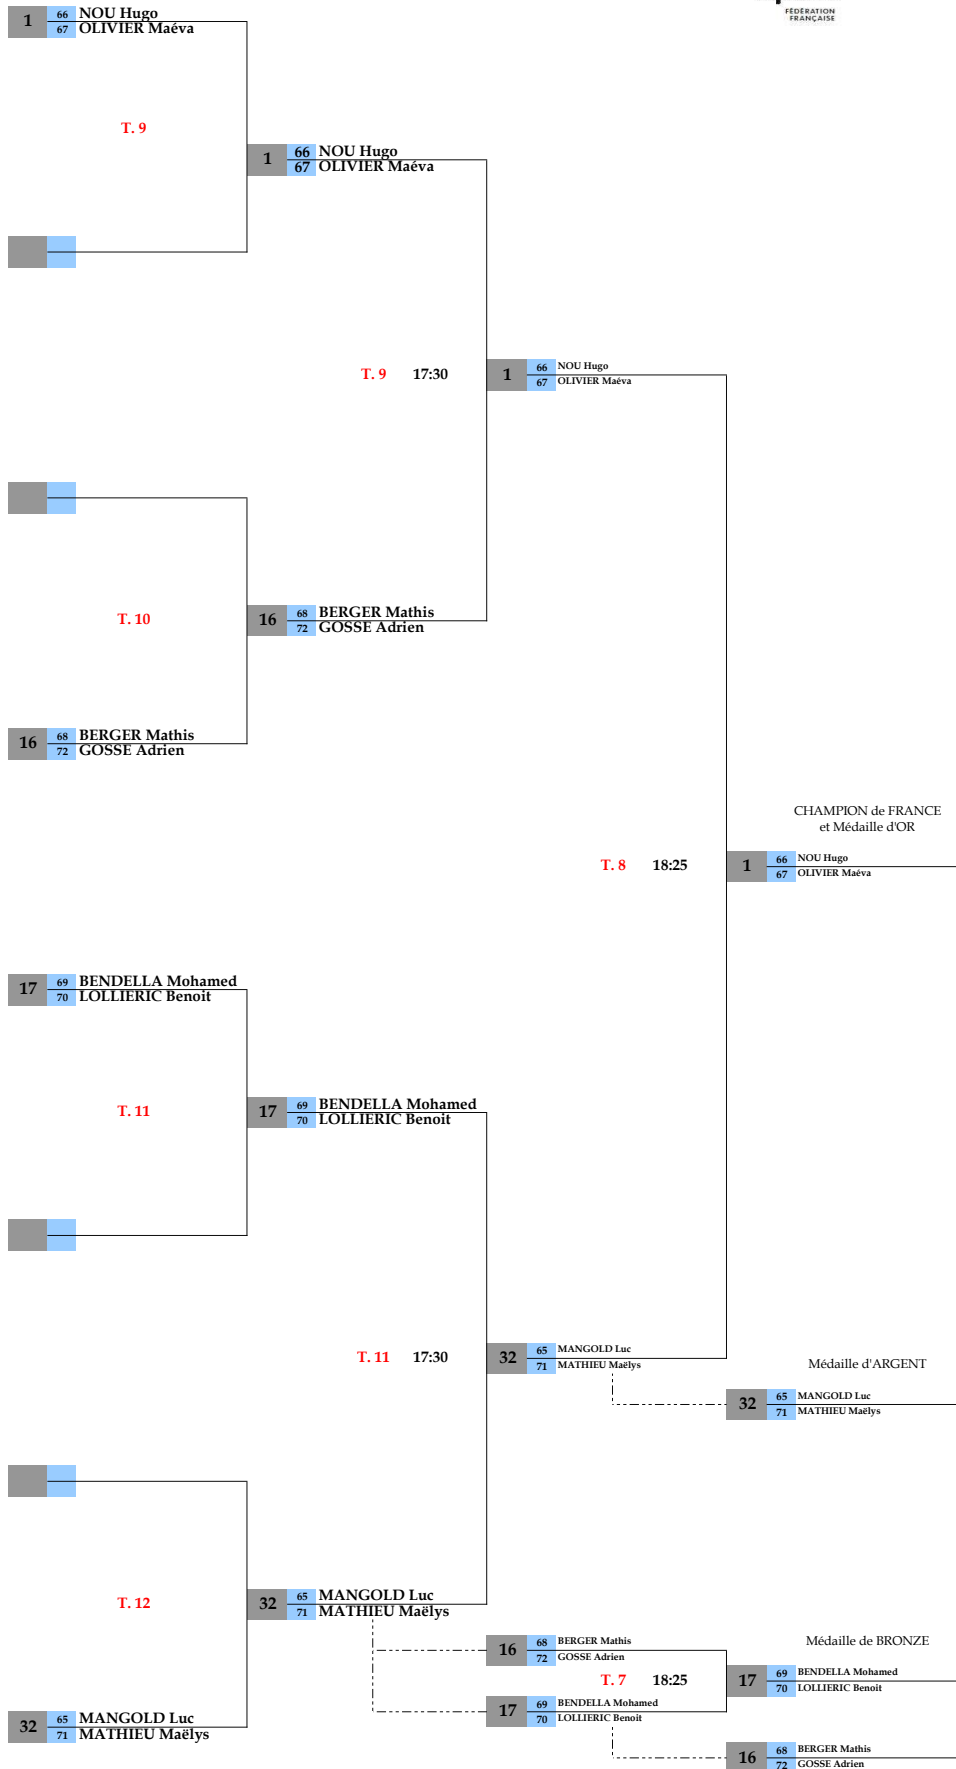 FÉDÉRATION
FRANÇAISE
1 66 NOU Hugo
67 OLIVIER Maéva
T. 9
1 66 NOU Hugo
67 OLIVIER Maéva
T. 9 17:30
1 66 NOU Hugo
67 OLIVIER Maéva
T. 10
16 68 BERGER Mathis
72 GOSSE Adrien
16 68 BERGER Mathis
72 GOSSE Adrien
CHAMPION de FRANCE
et Médaille d'OR
T. 8 18:25
1 66 NOU Hugo
67 OLIVIER Maéva
17 69 BENDELLA Mohamed
70 LOLLIERIC Benoit
T. 11
17 69 BENDELLA Mohamed
70 LOLLIERIC Benoit
T. 11 17:30
32 65 MANGOLD Luc
71 MATHIEU Maëlys
Médaille d'ARGENT
32 65 MANGOLD Luc
71 MATHIEU Maëlys
T. 12
32 65 MANGOLD Luc
71 MATHIEU Maëlys
16 68 BERGER Mathis
72 GOSSE Adrien
Médaille de BRONZE
T. 7 18:25
17 69 BENDELLA Mohamed
70 LOLLIERIC Benoit
17 69 BENDELLA Mohamed
70 LOLLIERIC Benoit
32 65 MANGOLD Luc
71 MATHIEU Maëlys
16 68 BERGER Mathis
72 GOSSE Adrien